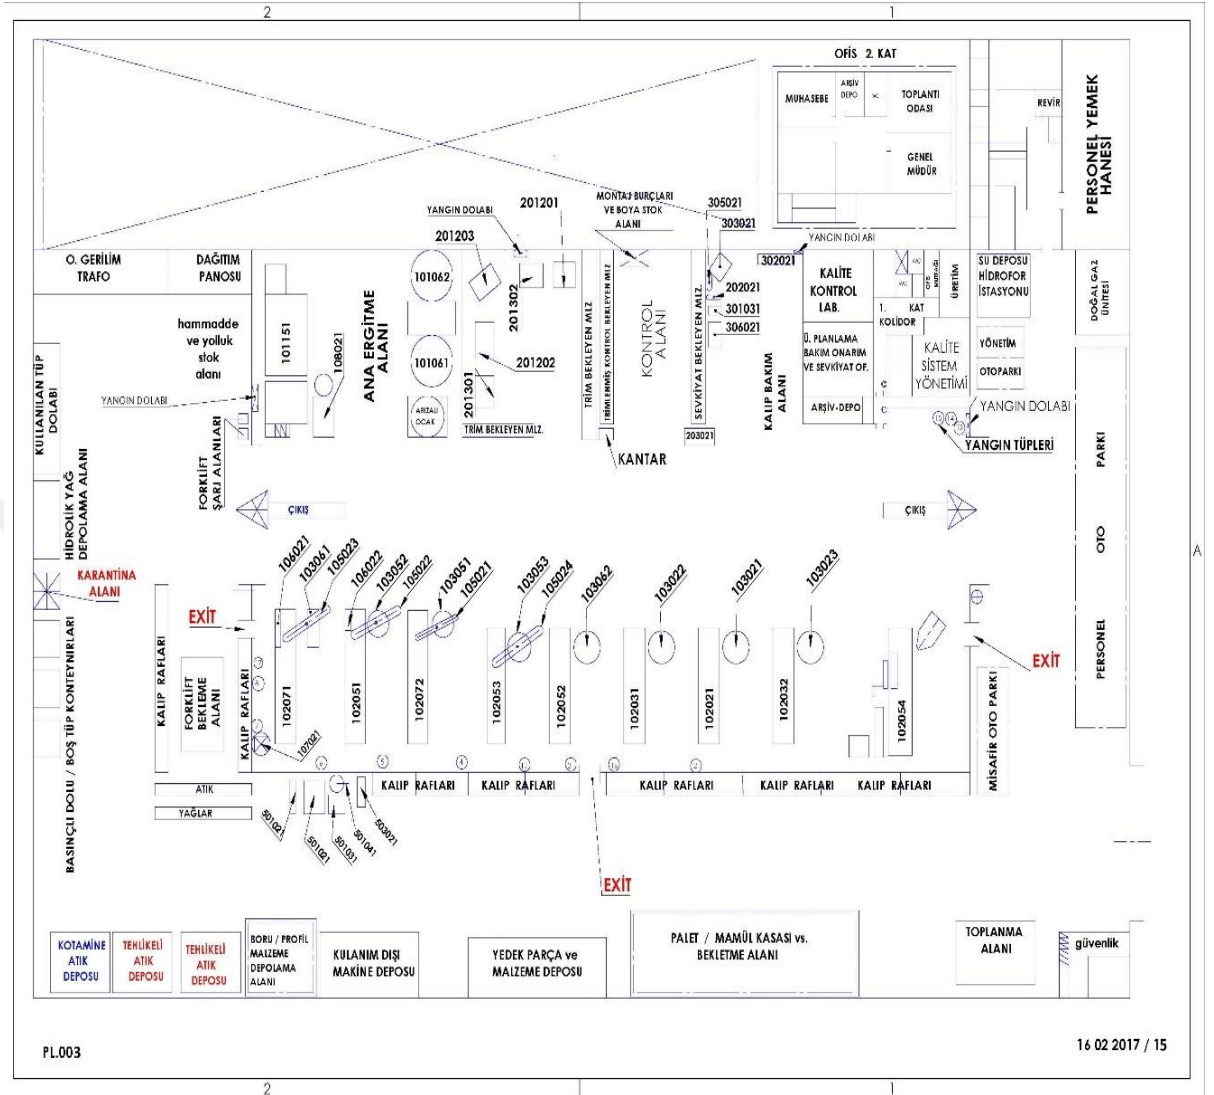 2
1
OFİS 2. KAT
MUHASEBE
ARŞİV
DEPO
WC
TOPLANTI
ODASI
GENEL
MÜDÜR
REVİR
PERSONEL YEMEK
HANESİ
MONTAJ BURÇLARI
VE BOYA STOK
ALANI
305021
303021
201201
YANGIN DOLABI
201203
YANGIN DOLABI
O. GERİLİM
TRAFO
DAĞITIM
PANOSU
101062
201302
302021
KALİTE
KONTROL
LAB.
WC
WC
OFİS
MUTFAĞI
ÜRETİM
SU DEPOSU
HİDROFOR
İSTASYONU
DOĞAL GAZ
ÜNİTESİ
hammadde
ve yolluk
stok
alanı
101151
108021
ANA ERGİTME
ALANI
101061
201202
201301
ARIZALI
OCAK
TRİM BEKLEYEN MLZ.
TRİM BEKLEYEN MLZ
TRİMLENMİŞ KONTROL BEKLEYEN MLZ
KONTROL
ALANI
SEVKİYAT BEKLEYEN MLZ.
202021
301031
306021
203021
KALIP BAKIM
ALANI
1. KAT
KOLİDOR
Ü. PLANLAMA
BAKIM ONARIM
VE SEVKİYAT OF.
KALİTE
SİSTEM
YÖNETİMİ
YÖNETİM
OTOPARKI
ARŞİV-DEPO
YANGIN DOLABI
YANGIN TÜPLERİ
KULLANILAN TÜP
DOLABI
YANGIN DOLABI
FORKLİFT
ŞARJ ALANLARI
KANTAR
HİDROLİK YAĞ
DEPOLAMA ALANI
ÇIKIŞ
ÇIKIŞ
PERSONEL OTO PARKI
A
KARANTİNA
ALANI
106021
103061
105023
106022
103052
105022
103051
105021
103053
105024
103062
103022
103021
103023
EXİT
EXİT
BASINÇLI DOLU / BOŞ TÜP KONTEYNIRLARI
KALIP RAFLARI
FORKLİFT
BEKLEME
ALANI
KALIP RAFLARI
102071
102051
102072
102053
102052
102031
102021
102032
102054
MİSAFİR OTO PARKI
107021
ATIK
YAĞLAR
KALIP RAFLARI
KALIP RAFLARI
KALIP RAFLARI
KALIP RAFLARI
KALIP RAFLARI
501021
501021
501031
501041
503021
EXİT
KOTAMİNE
ATIK
DEPOSU
TEHLİKELİ
ATIK
DEPOSU
TEHLİKELİ
ATIK
DEPOSU
BORU / PROFİL
MALZEME
DEPOLAMA
ALANI
KULANIM DIŞI
MAKİNE DEPOSU
YEDEK PARÇA ve
MALZEME DEPOSU
PALET / MAMÜL KASASI vs.
BEKLETME ALANI
TOPLANMA
ALANI
güvenlik
PL.003
16 02 2017 / 15
2
1